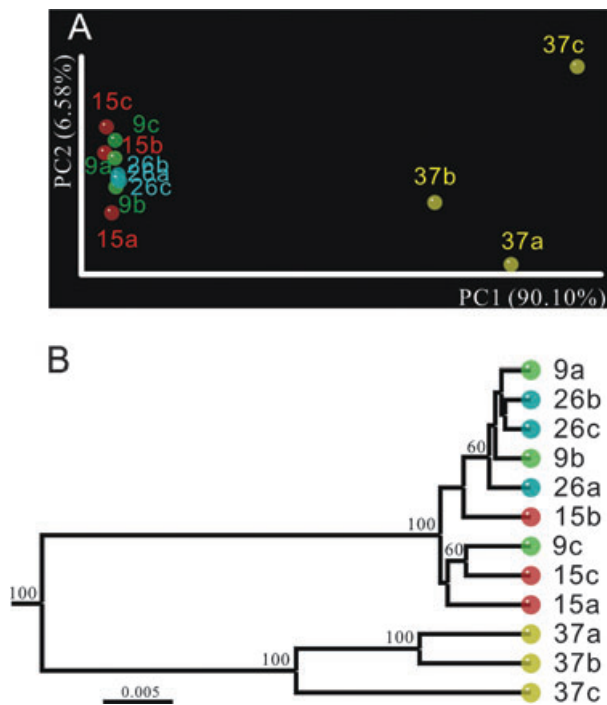 A
37c
PC2 (6.58%)
15c
9c
15b
9a
26b
26a
26c
9b
15a
37b
37a
PC1 (90.10%)
B
9a
26b
26c
60
9b
26a
15b
100
9c
60
15c
15a
100
37a
100
37b
100
37c
0.005